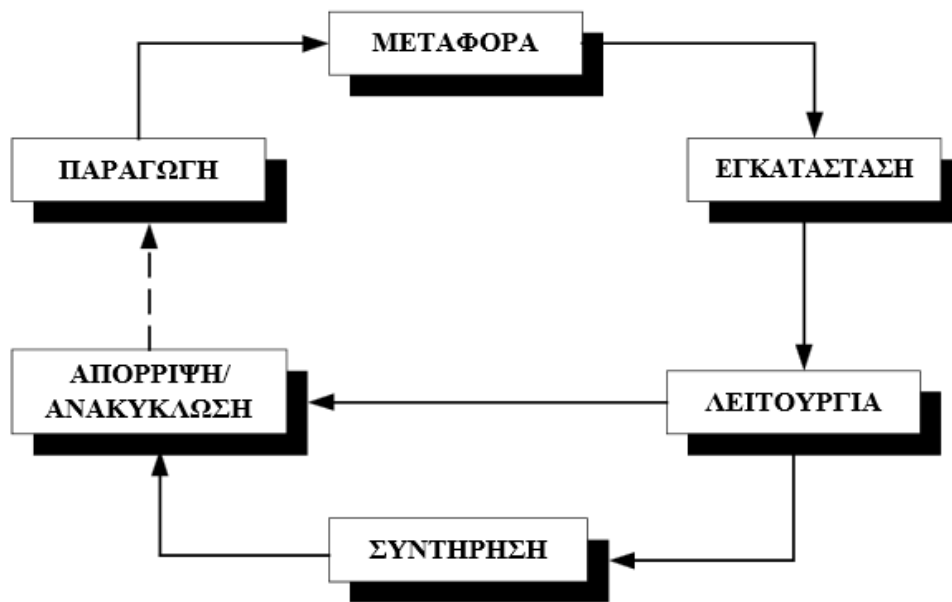 ΜΕΤΑΦΟΡΑ
ΠΑΡΑΓΩΓΗ
ΕΓΚΑΤΑΣΤΑΣΗ
ΑΠΟΡΡΙΨΗ/
ΑΝΑΚΥΚΛΩΣΗ
ΛΕΙΤΟΥΡΓΙΑ
ΣΥΝΤΗΡΗΣΗ